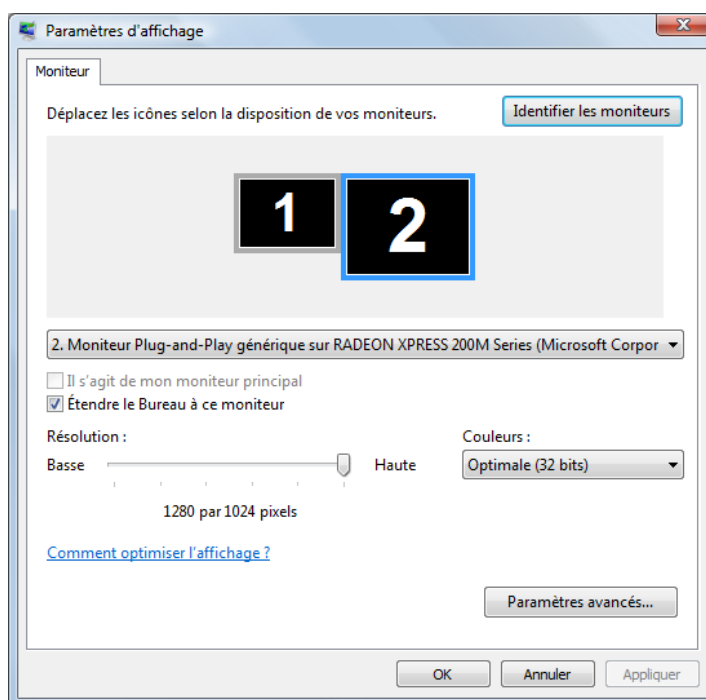 Paramètres d'affichage
Moniteur
Déplacez les icônes selon la disposition de vos moniteurs.
Identifier les moniteurs
1
2
2. Moniteur Plug-and-Play générique sur RADEON XPRESS 200M Series (Microsoft Corpor
Il s'agit de mon moniteur principal
Étendre le Bureau à ce moniteur
Résolution :
Couleurs :
Basse
Haute
Optimale (32 bits)
1280 par 1024 pixels
Comment optimiser l'affichage ?
Paramètres avancés...
OK
Annuler
Appliquer